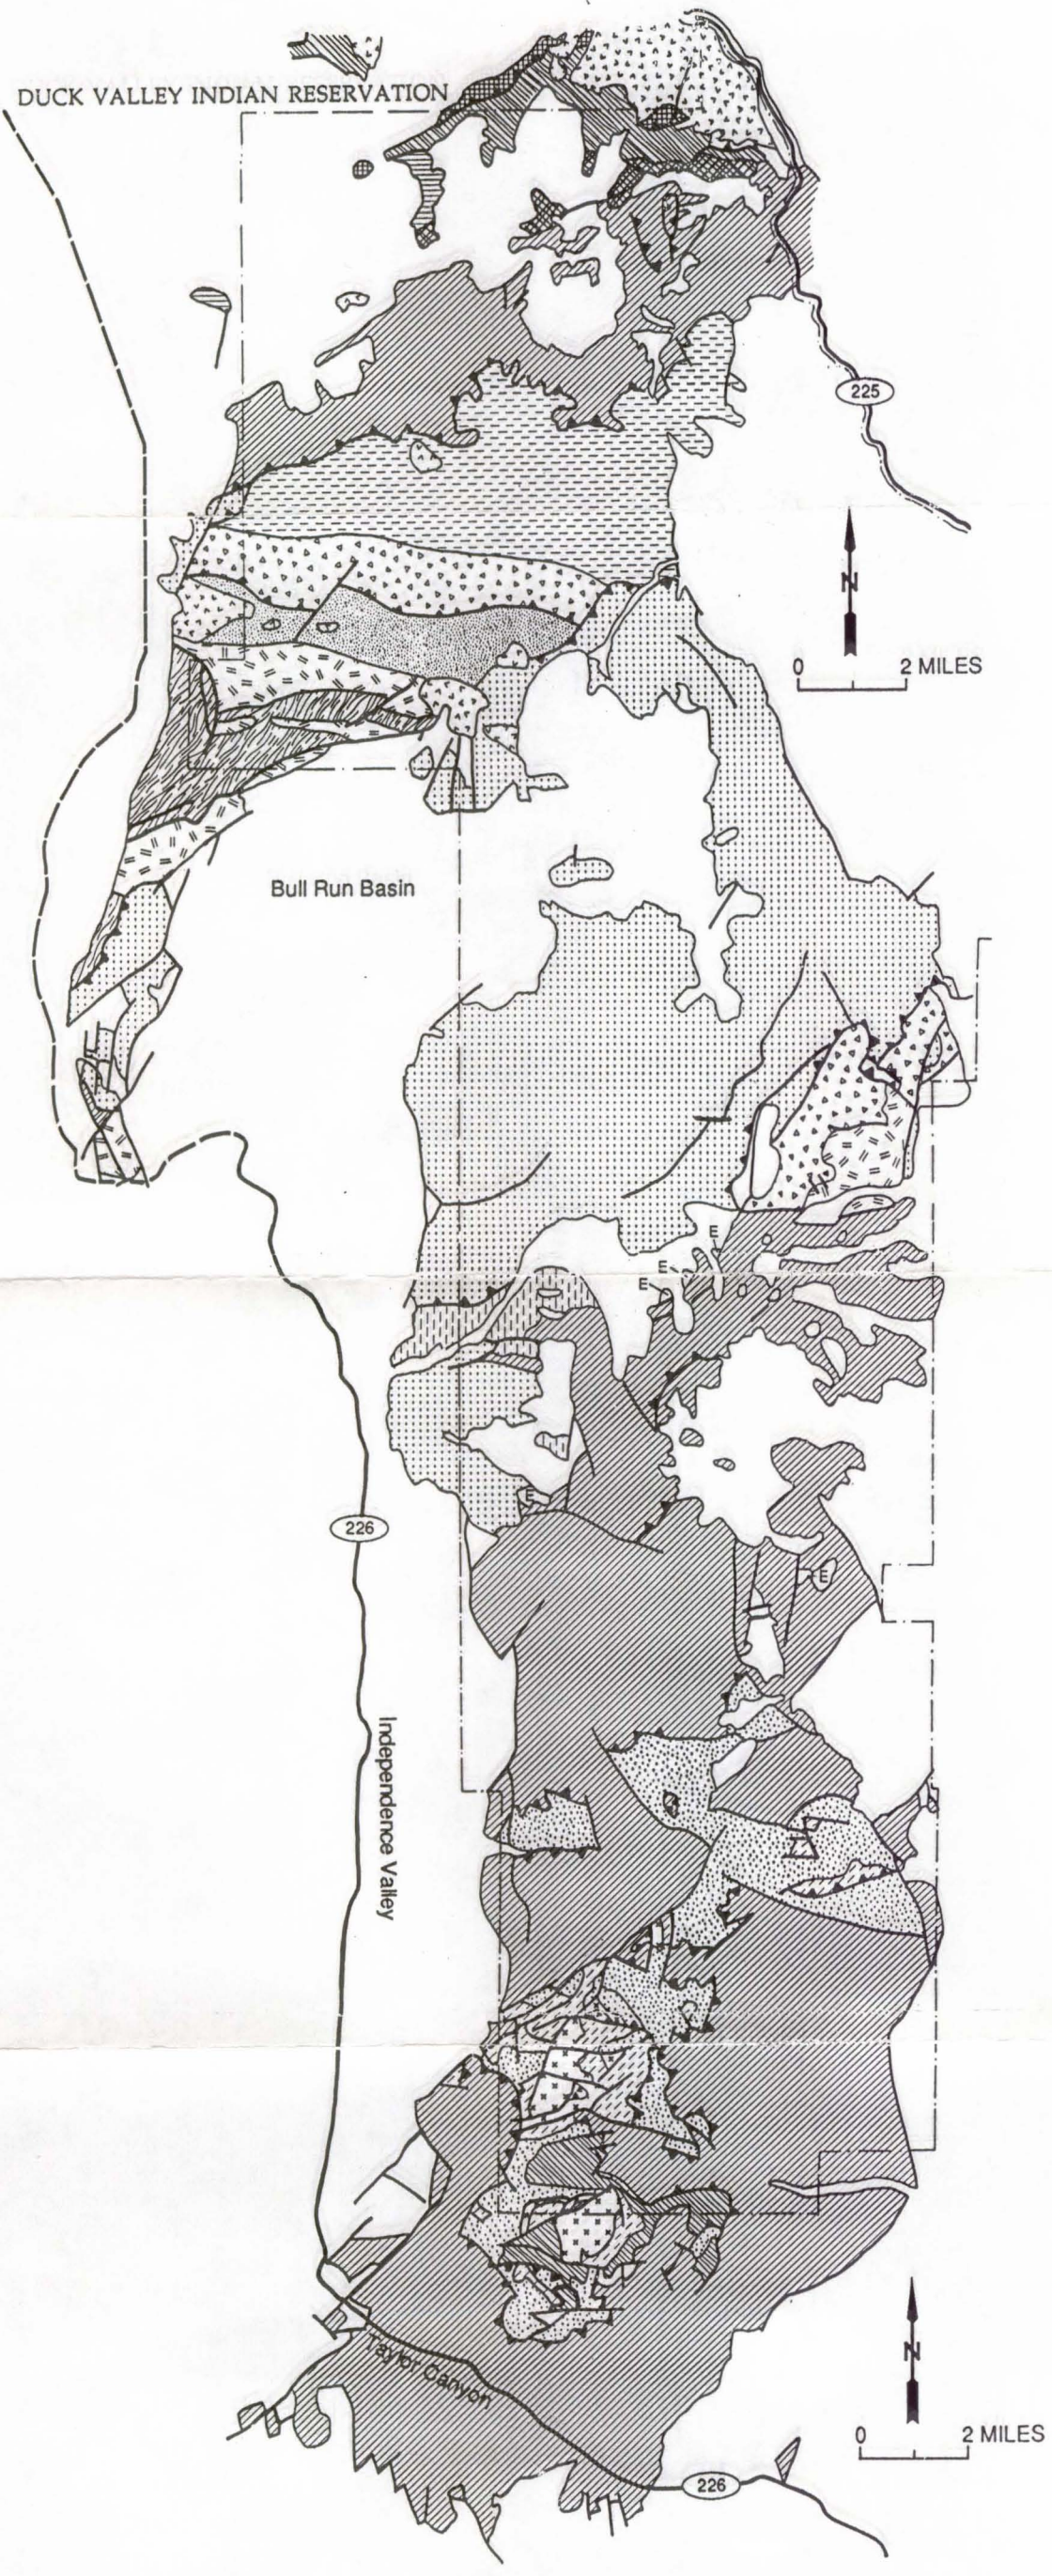 DUCK VALLEY INDIAN RESERVATION
225
N
0 2 MILES
Bull Run Basin
E
E
E
226
E
E
Independence Valley
Taylor Canyon
N
0 2 MILES
226